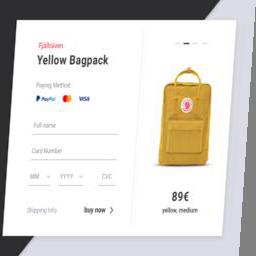 Fjällräven
Yellow Bagpack
Paying Method
PayPal
VISA
Full name
Card Number
MM
YYYY
CVC
Shipping Info
buy now
89€
yellow, medium